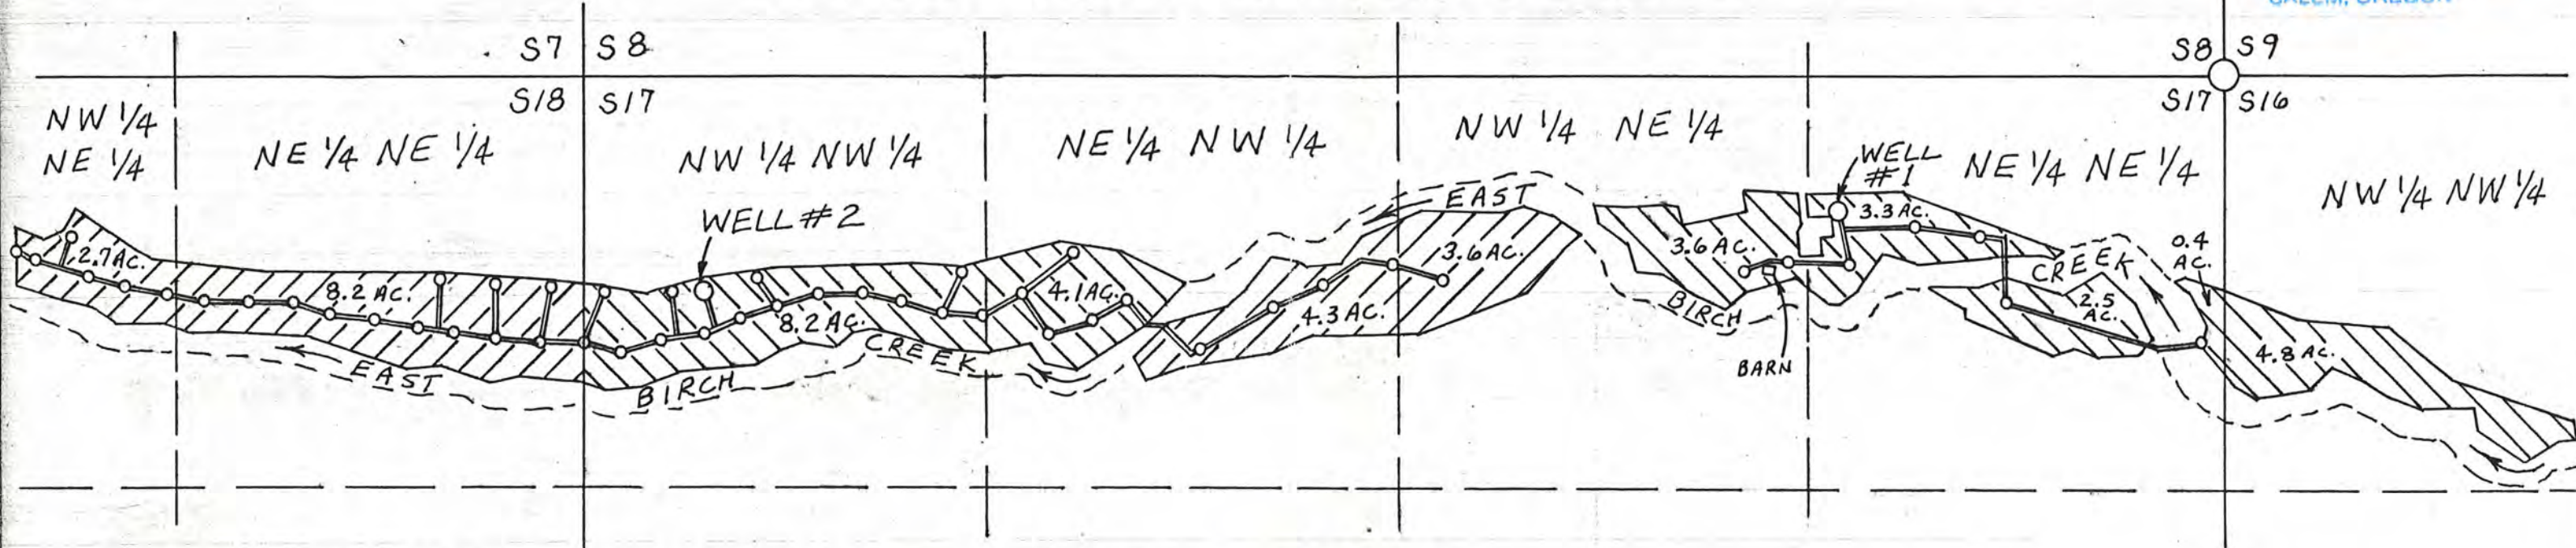 SALEM, OREGON
S7 S8
S8 S9
S18 S17
S17 S16
NW 1/4
NE 1/4
NE 1/4 NE 1/4
NW 1/4 NW 1/4
NE 1/4 NW 1/4
NW 1/4 NE 1/4
WELL
#1
NE 1/4 NE 1/4
NW 1/4 NW 1/4
WELL #2
EAST
3.3 AC.
2.7 AC.
3.6 AC.
3.6 AC.
CREEK
0.4
AC.
8.2 AC.
4.1 AC.
8.2 AC.
4.3 AC.
BIRCH
2.5
AC.
CREEK
4.8 AC.
BARN
EAST
BIRCH